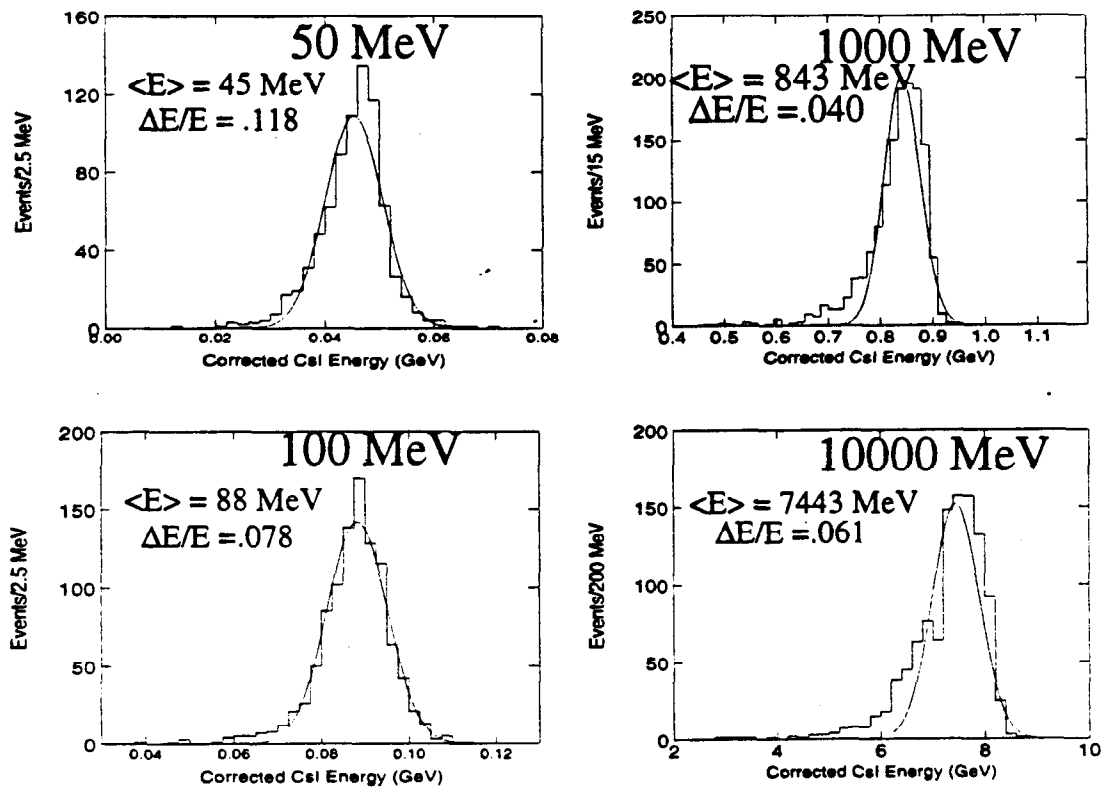 50 MeV
<E> = 45 MeV
ΔE/E = .118
160
120
80
40
0
Events/2.5 MeV
0.00
0.02
0.04
0.06
0.08
Corrected CsI Energy (GeV)
1000 MeV
<E> = 843 MeV
ΔE/E =.040
250
200
150
100
50
0
Events/15 MeV
0.4
0.5
0.6
0.7
0.8
0.9
1.0
1.1
Corrected CsI Energy (GeV)
100 MeV
<E> = 88 MeV
ΔE/E =.078
200
150
100
50
0
Events/2.5 MeV
0.04
0.06
0.08
0.10
0.12
Corrected CsI Energy (GeV)
10000 MeV
<E> = 7443 MeV
ΔE/E =.061
200
150
100
50
0
Events/200 MeV
2
4
6
8
10
Corrected CsI Energy (GeV)